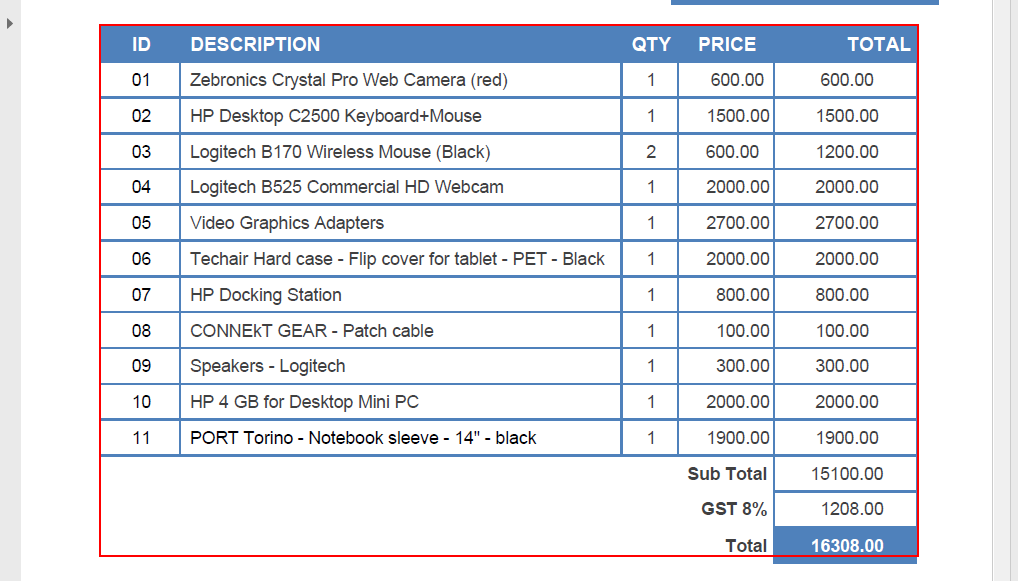 ID DESCRIPTION QTY PRICE TOTAL
01 Zebronics Crystal Pro Web Camera (red) 1 600.00 600.00
02 HP Desktop C2500 Keyboard+Mouse 1 1500.00 1500.00
03 Logitech B170 Wireless Mouse (Black) 2 600.00 1200.00
04 Logitech B525 Commercial HD Webcam 1 2000.00 2000.00
05 Video Graphics Adapters 1 2700.00 2700.00
06 Techair Hard case - Flip cover for tablet - PET - Black 1 2000.00 2000.00
07 HP Docking Station 1 800.00 800.00
08 CONNEkT GEAR - Patch cable 1 100.00 100.00
09 Speakers - Logitech 1 300.00 300.00
10 HP 4 GB for Desktop Mini PC 1 2000.00 2000.00
11 PORT Torino - Notebook sleeve - 14" - black 1 1900.00 1900.00
Sub Total 15100.00
GST 8% 1208.00
Total 16308.00